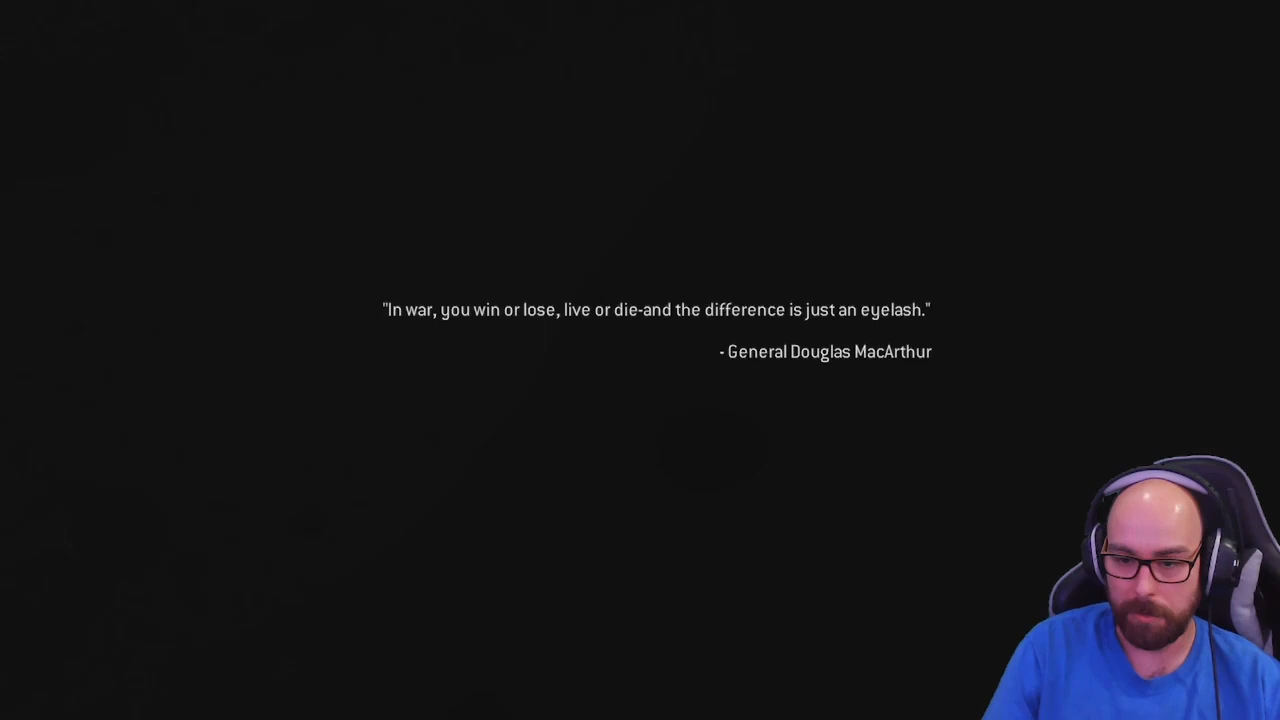 "In war, you win or lose, live or die-and the difference is just an eyelash."
- General Douglas MacArthur